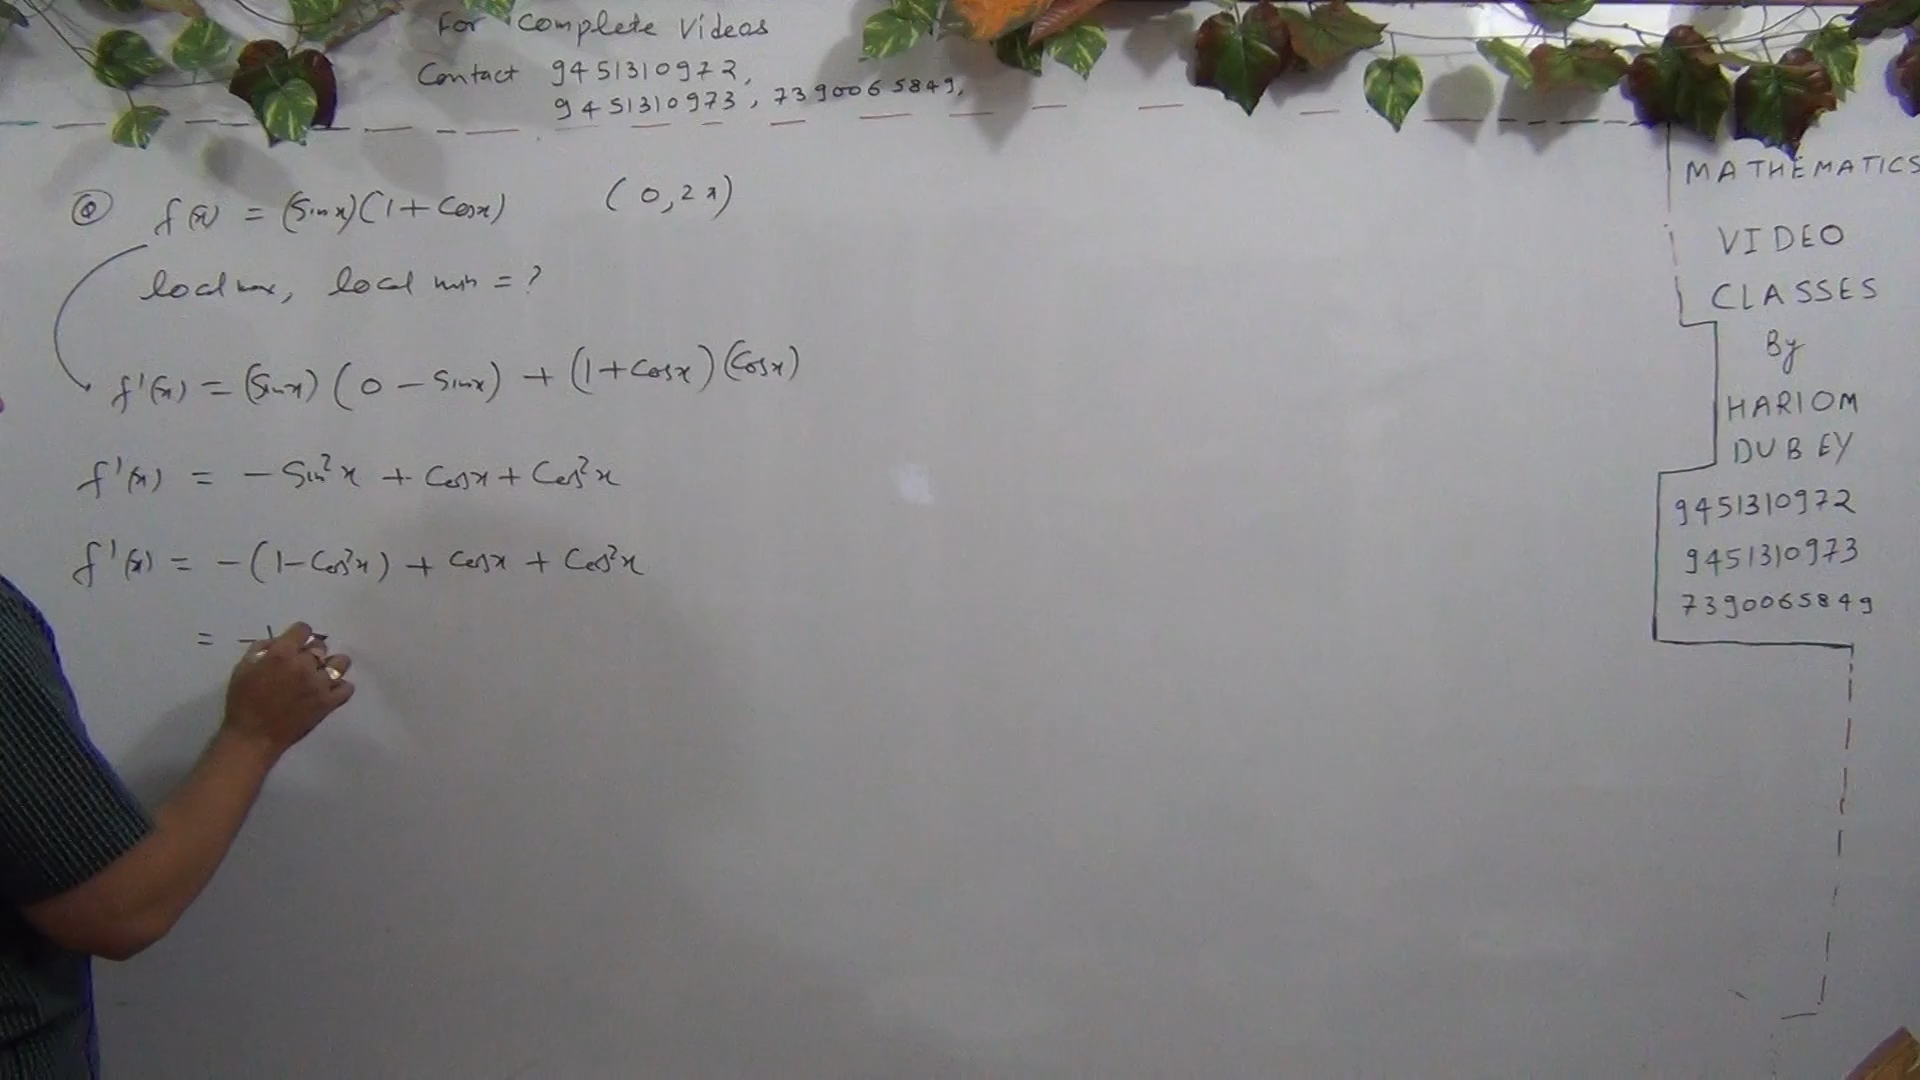 For Complete Videos
Contact 9451310972,
9451310973, 7390065849,
Q f(x) = (Sinx)(1 + Cosx) (0, 2π)
local max, local min = ?
f'(x) = (Sinx) (0 - Sinx) + (1 + Cosx) (Cosx)
f'(x) = - Sin²x + Cosx + Cos²x
f'(x) = -(1 - Cos²x) + Cosx + Cos²x
= -1
MATHEMATICS
VIDEO
CLASSES
By
HARIOM
DUBEY
9451310972
9451310973
7390065849